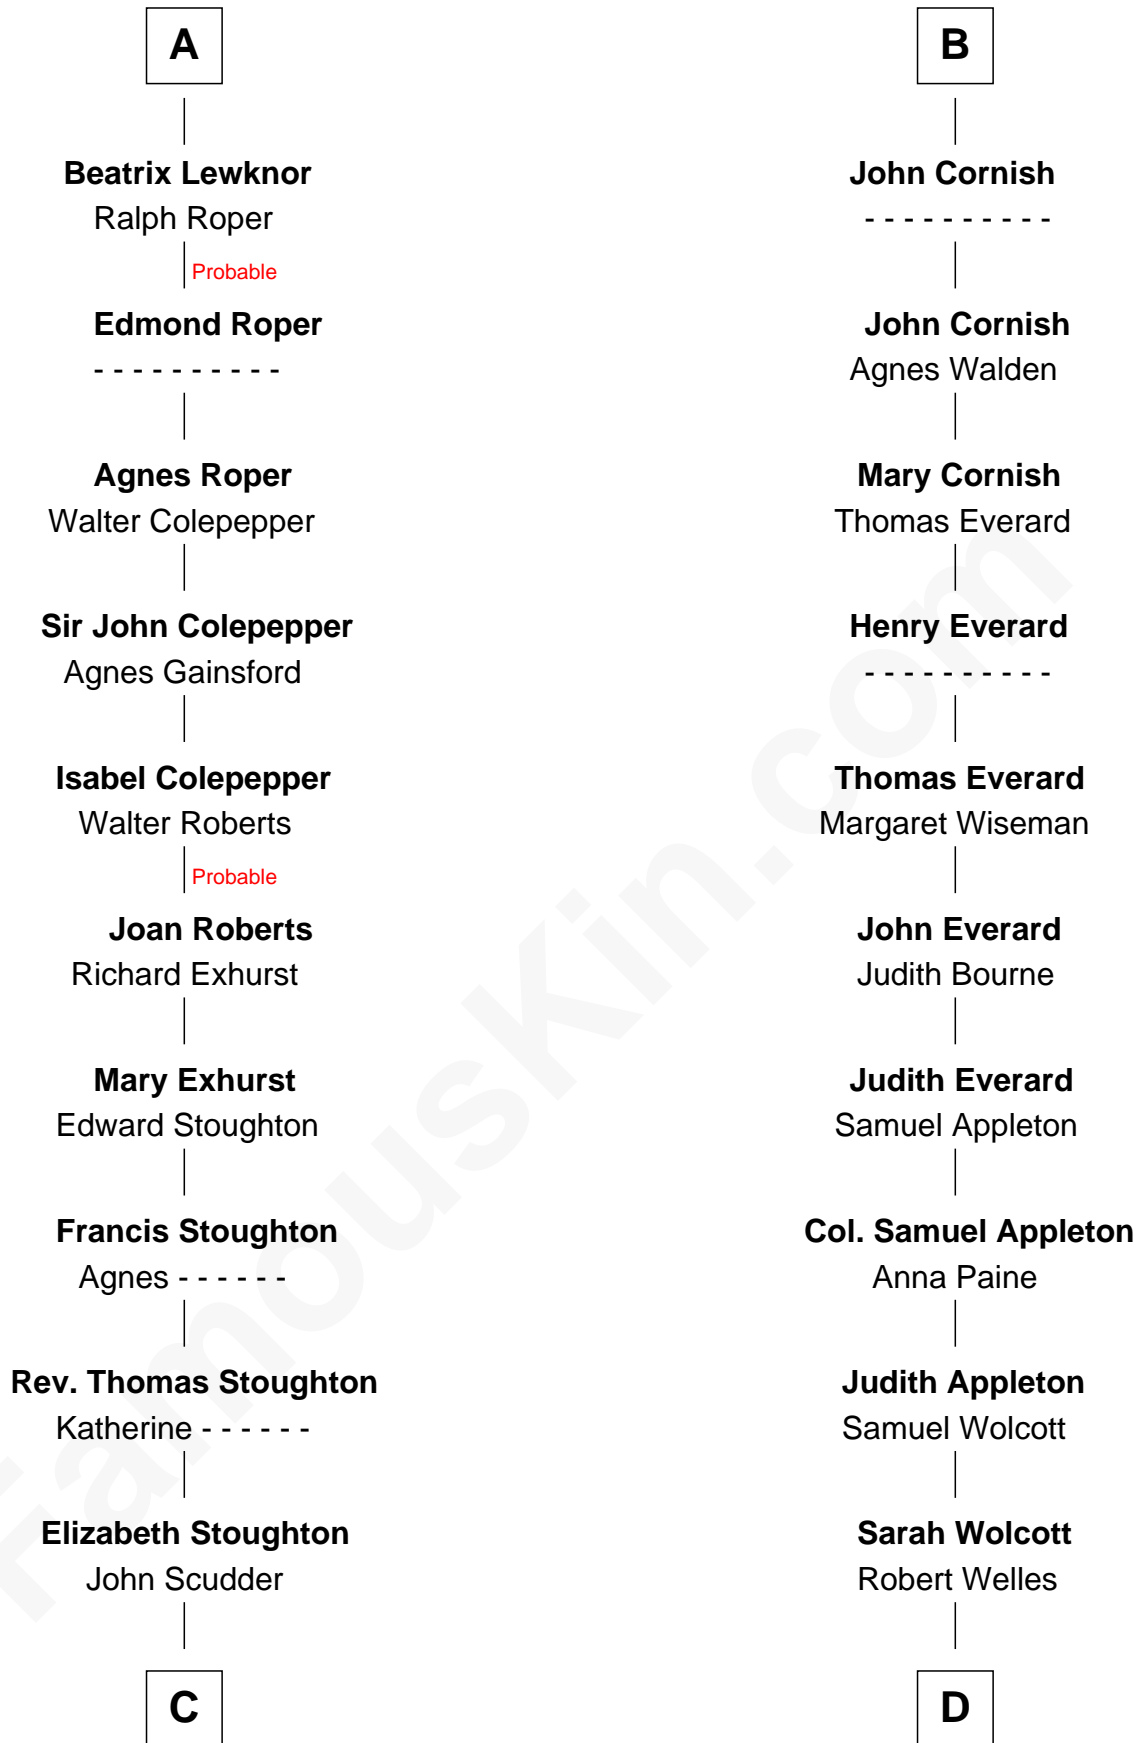 A
Beatrix Lewknor
Ralph Roper
Probable
Edmond Roper
- - - - - - - - - -
Agnes Roper
Walter Colepepper
Sir John Colepepper
Agnes Gainsford
Isabel Colepepper
Walter Roberts
Probable
Joan Roberts
Richard Exhurst
Mary Exhurst
Edward Stoughton
Francis Stoughton
Agnes - - - - - -
Rev. Thomas Stoughton
Katherine - - - - - -
Elizabeth Stoughton
John Scudder
C
B
John Cornish
- - - - - - - - - -
John Cornish
Agnes Walden
Mary Cornish
Thomas Everard
Henry Everard
- - - - - - - - - -
Thomas Everard
Margaret Wiseman
John Everard
Judith Bourne
Judith Everard
Samuel Appleton
Col. Samuel Appleton
Anna Paine
Judith Appleton
Samuel Wolcott
Sarah Wolcott
Robert Welles
D
FamousKin.com